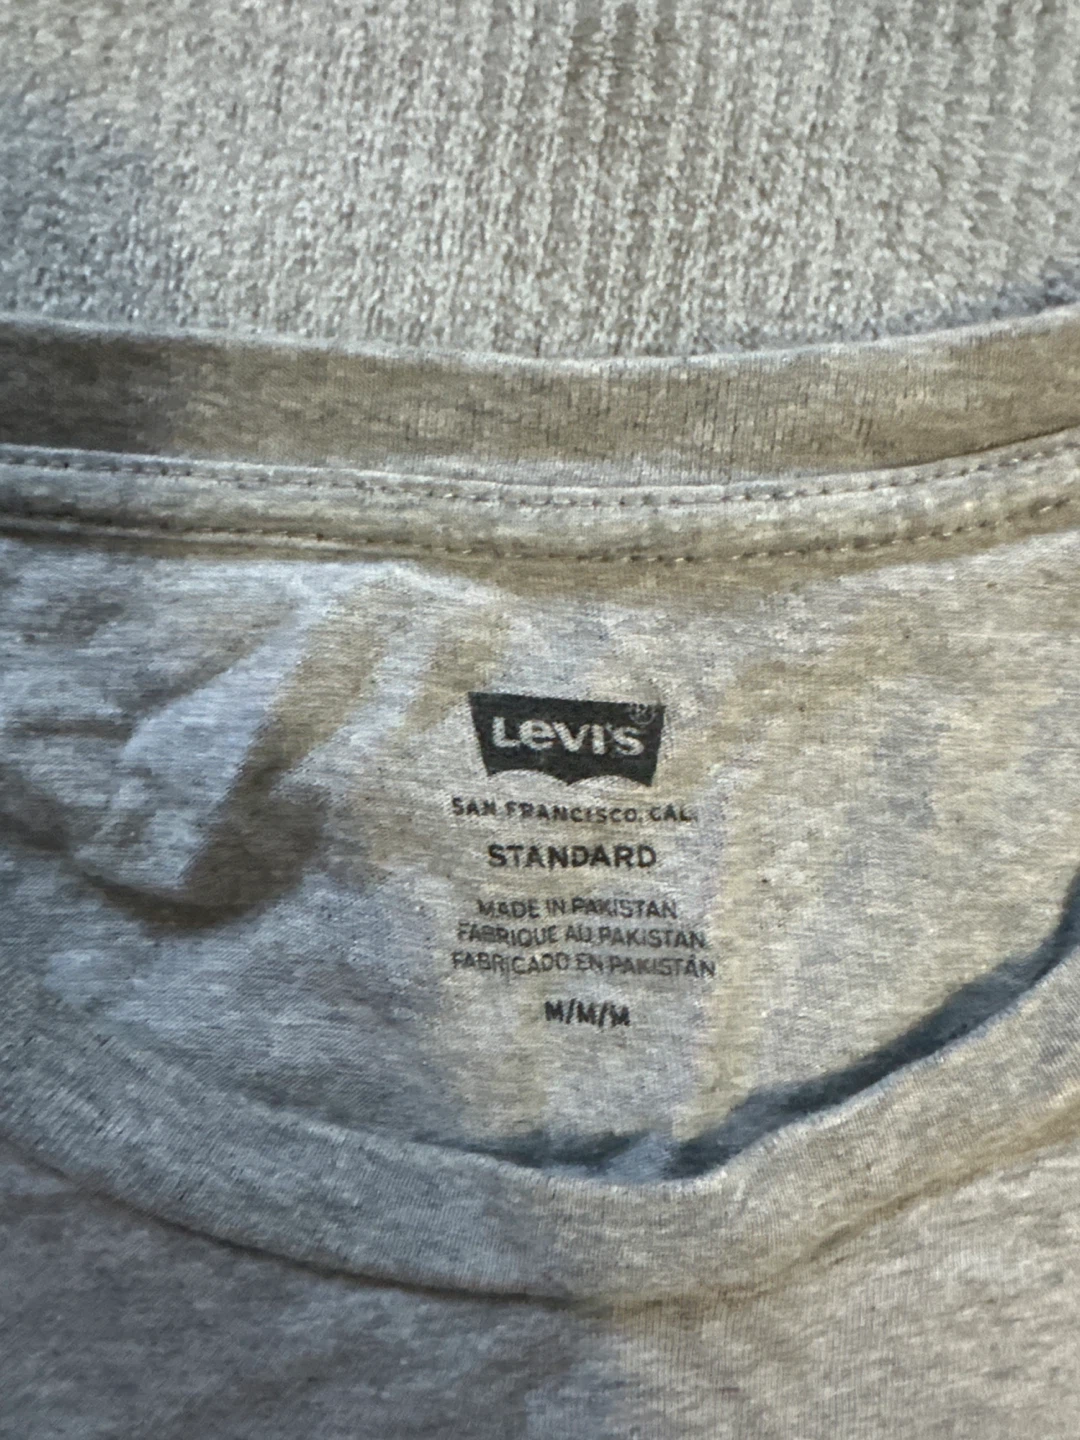 Levi's®
SAN FRANCISCO, CAL.
STANDARD
MADE IN PAKISTAN
FABRIQUE AU PAKISTAN
FABRICADO EN PAKISTÁN
M/M/M